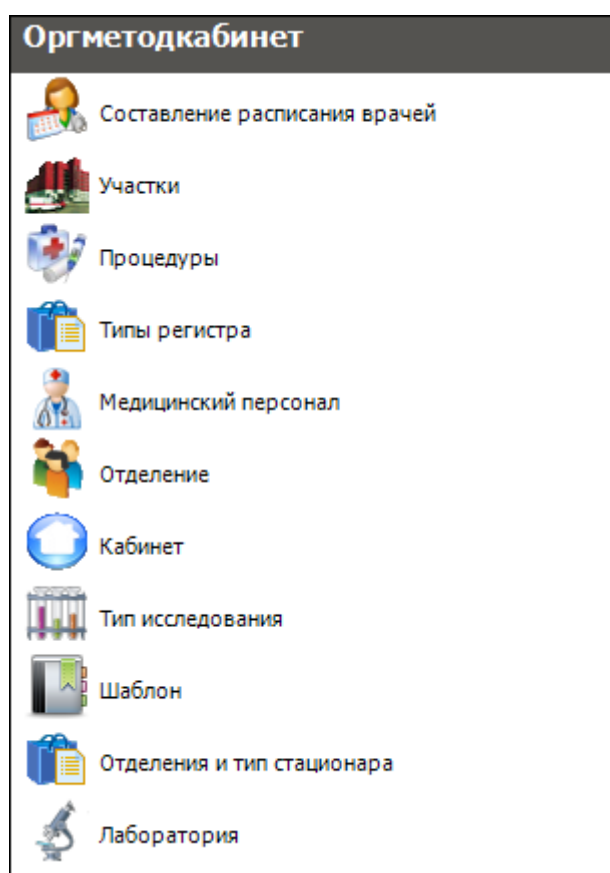 Оргметодкабинет
Составление расписания врачей
Участки
Процедуры
Типы регистра
Медицинский персонал
Отделение
Кабинет
Тип исследования
Шаблон
Отделения и тип стационара
Лаборатория